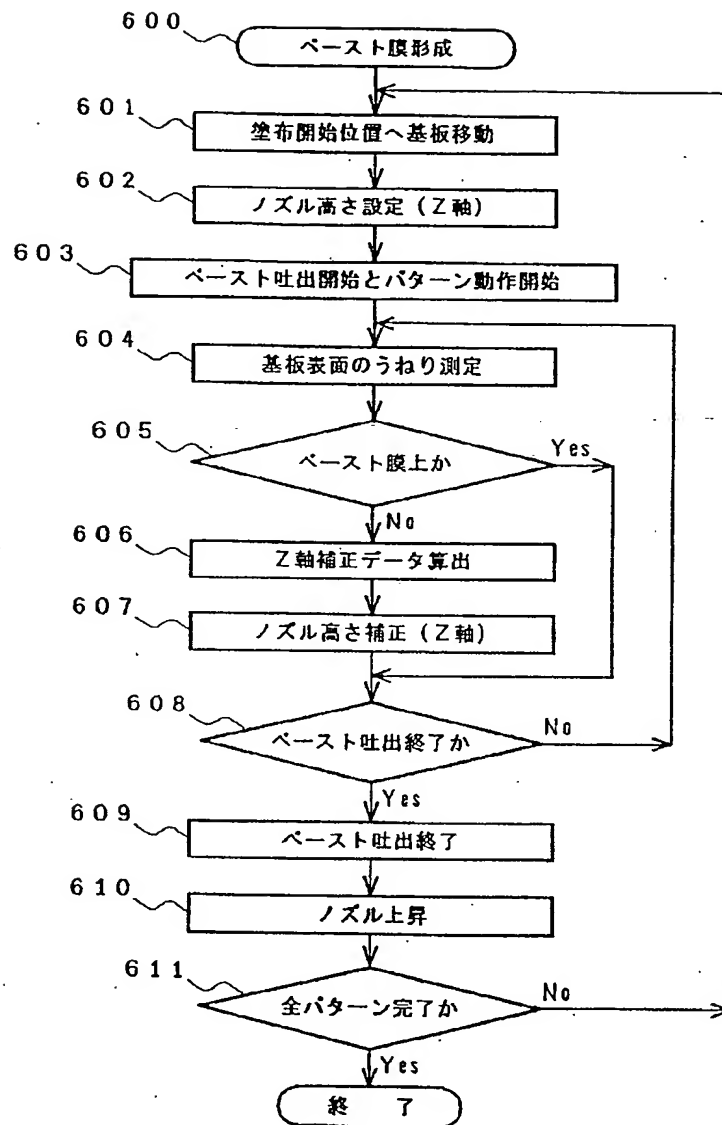 ６００
ペースト膜形成
６０１
塗布開始位置へ基板移動
６０２
ノズル高さ設定（Ｚ軸）
６０３
ペースト吐出開始とパターン動作開始
６０４
基板表面のうねり測定
６０５
ペースト膜上か
Yes
No
６０６
Ｚ軸補正データ算出
６０７
ノズル高さ補正（Ｚ軸）
６０８
ペースト吐出終了か
No
Yes
６０９
ペースト吐出終了
６１０
ノズル上昇
６１１
全パターン完了か
No
Yes
終　了